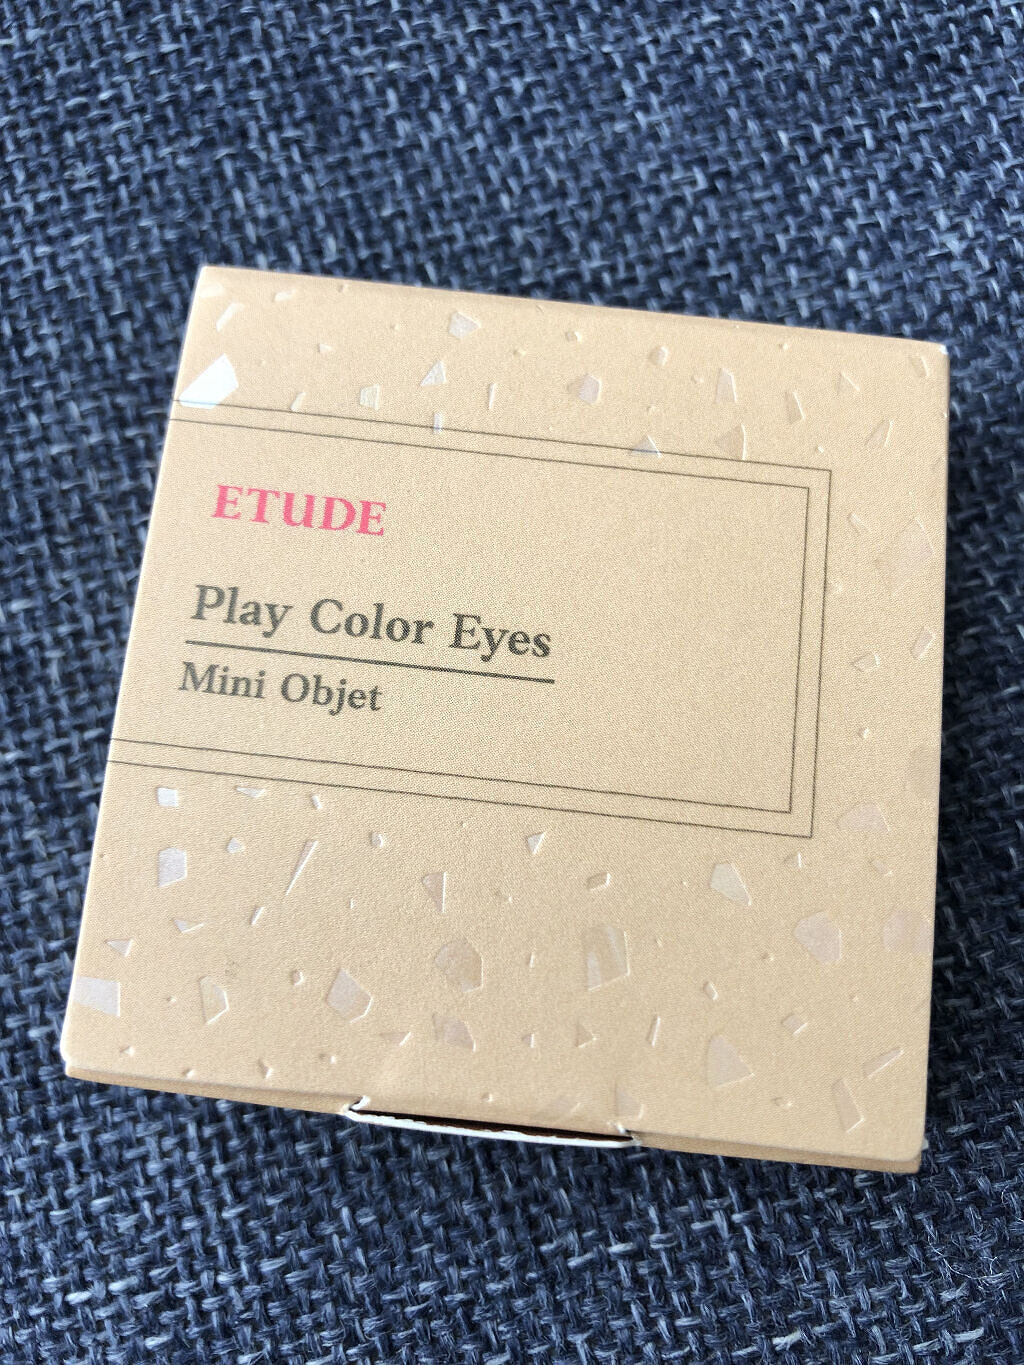 ETUDE
Play Color Eyes
Mini Objet